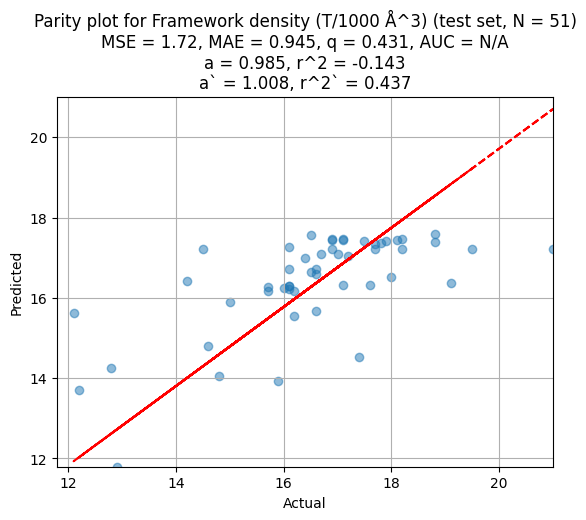 Parity plot for Framework density (T/1000 Å^3) (test set, N = 51)
MSE = 1.72, MAE = 0.945, q = 0.431, AUC = N/A
a = 0.985, r^2 = -0.143
a` = 1.008, r^2` = 0.437
20
18
16
14
12
Predicted
12 14 16 18 20
Actual